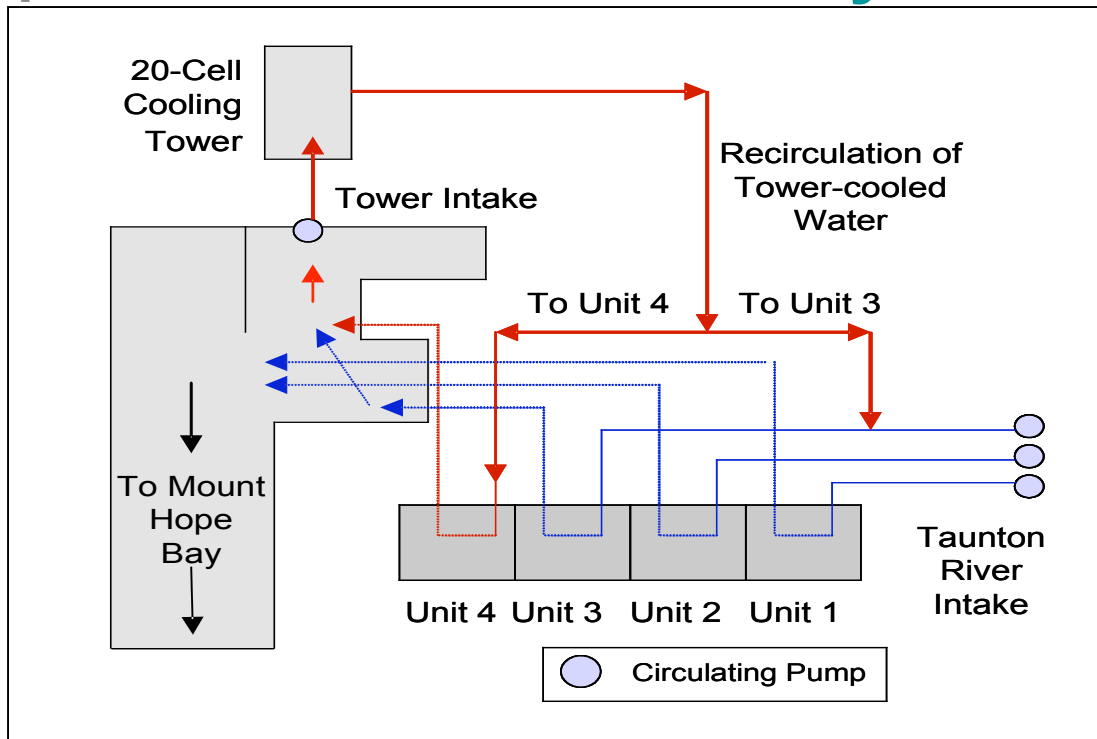 20-Cell
Cooling
Tower
Tower Intake
Recirculation of
Tower-cooled
Water
To Unit 4
To Unit 3
To Mount
Hope
Bay
Taunton
River
Intake
Unit 4
Unit 3
Unit 2
Unit 1
Circulating Pump